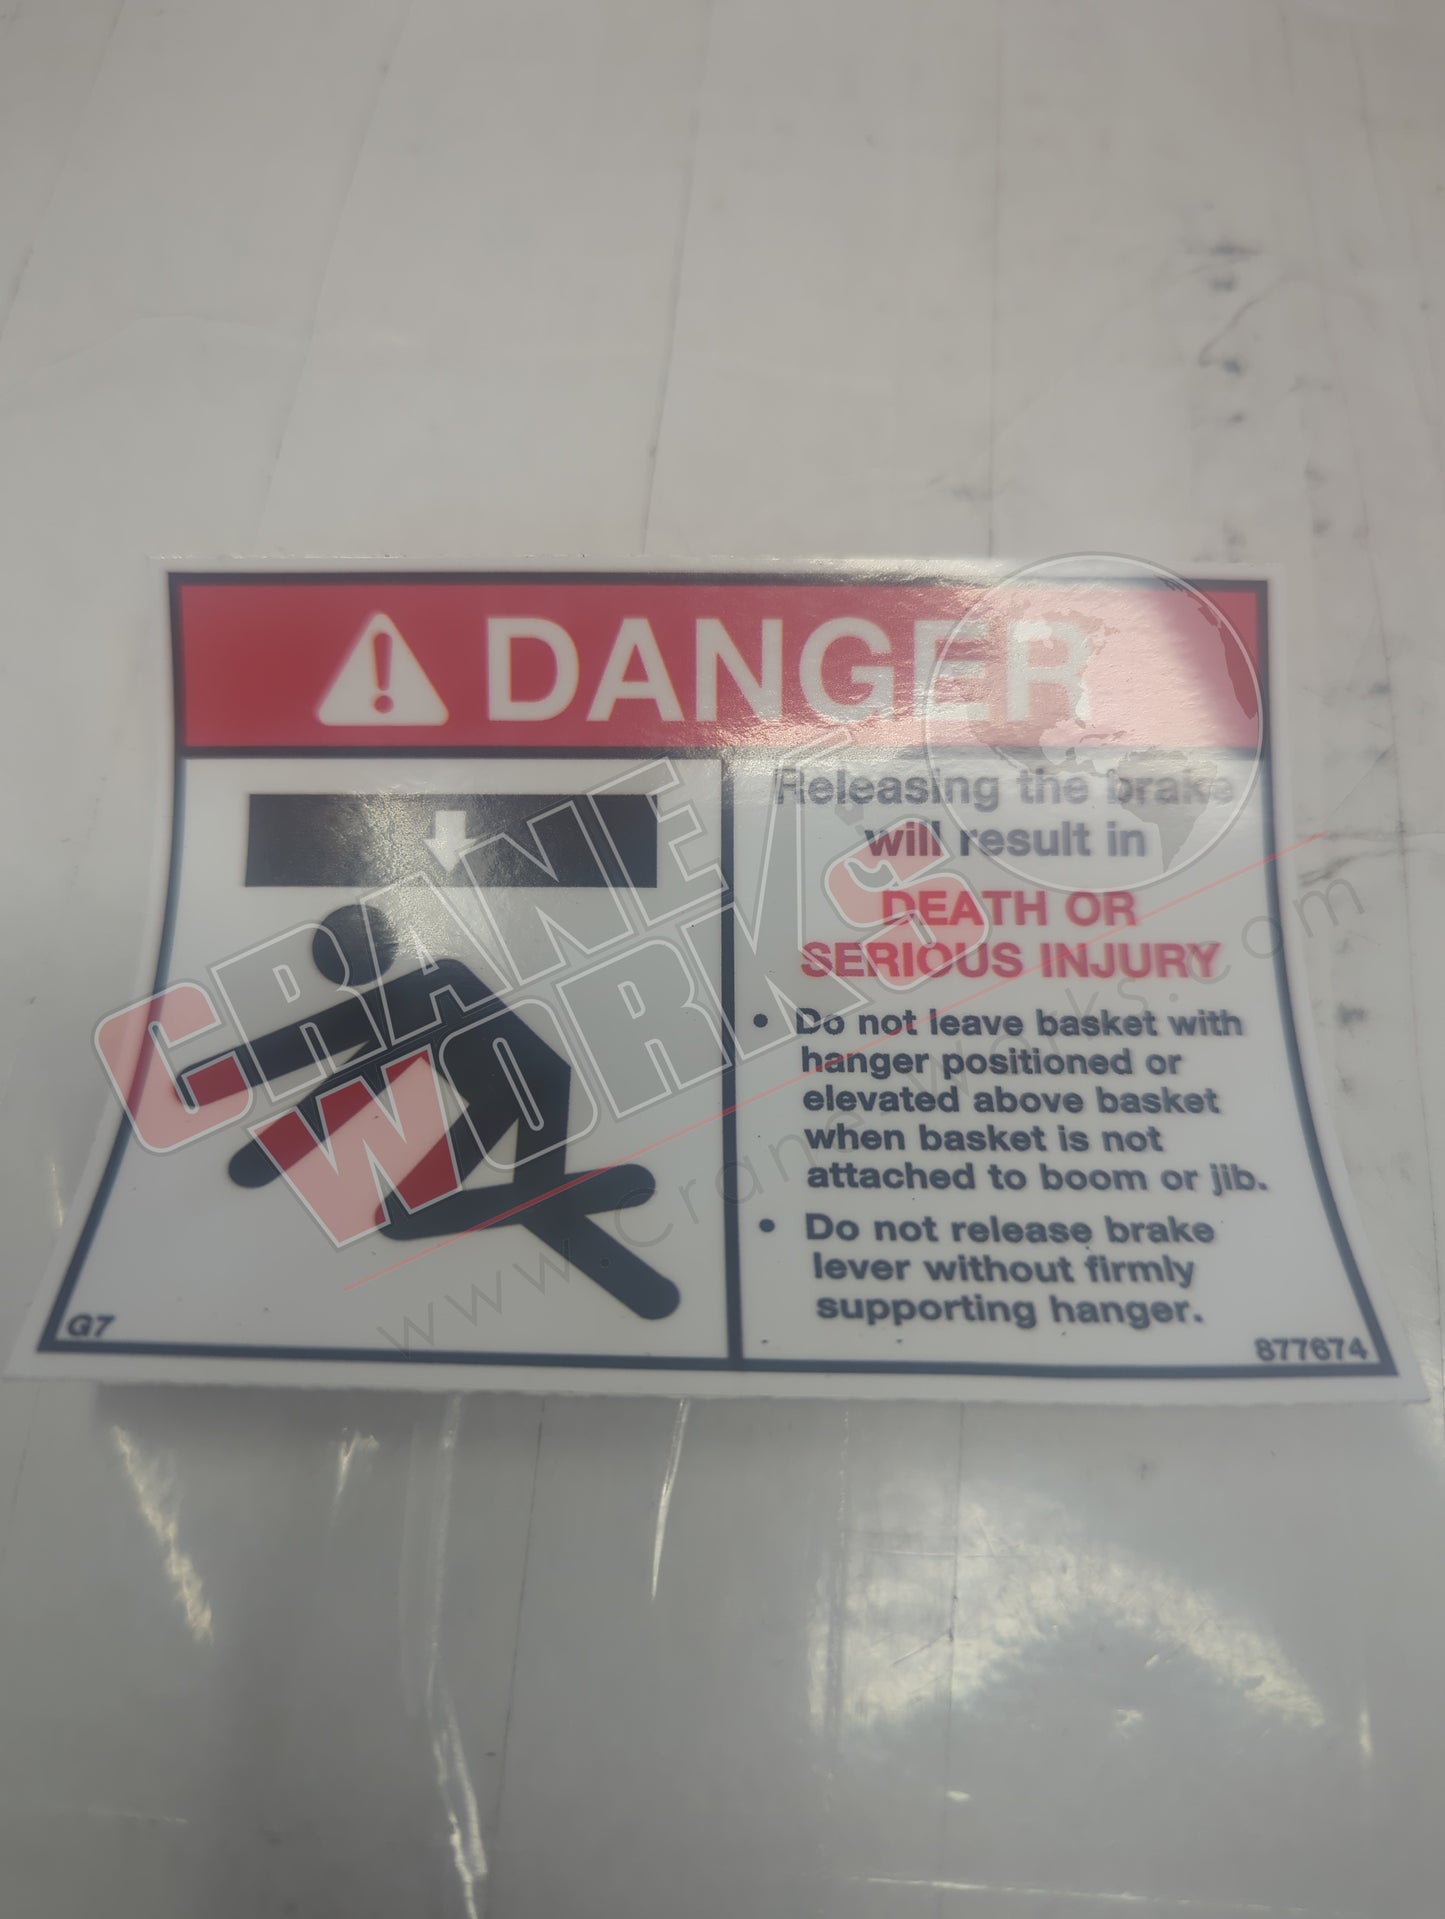 DANGER
Releasing the brake
will result in
DEATH OR
SERIOUS INJURY
• Do not leave basket with
hanger positioned or
elevated above basket
when basket is not
attached to boom or jib.
• Do not release brake
lever without firmly
supporting hanger.
G7
877674
CRANE
WORKS
www.craneworks.com